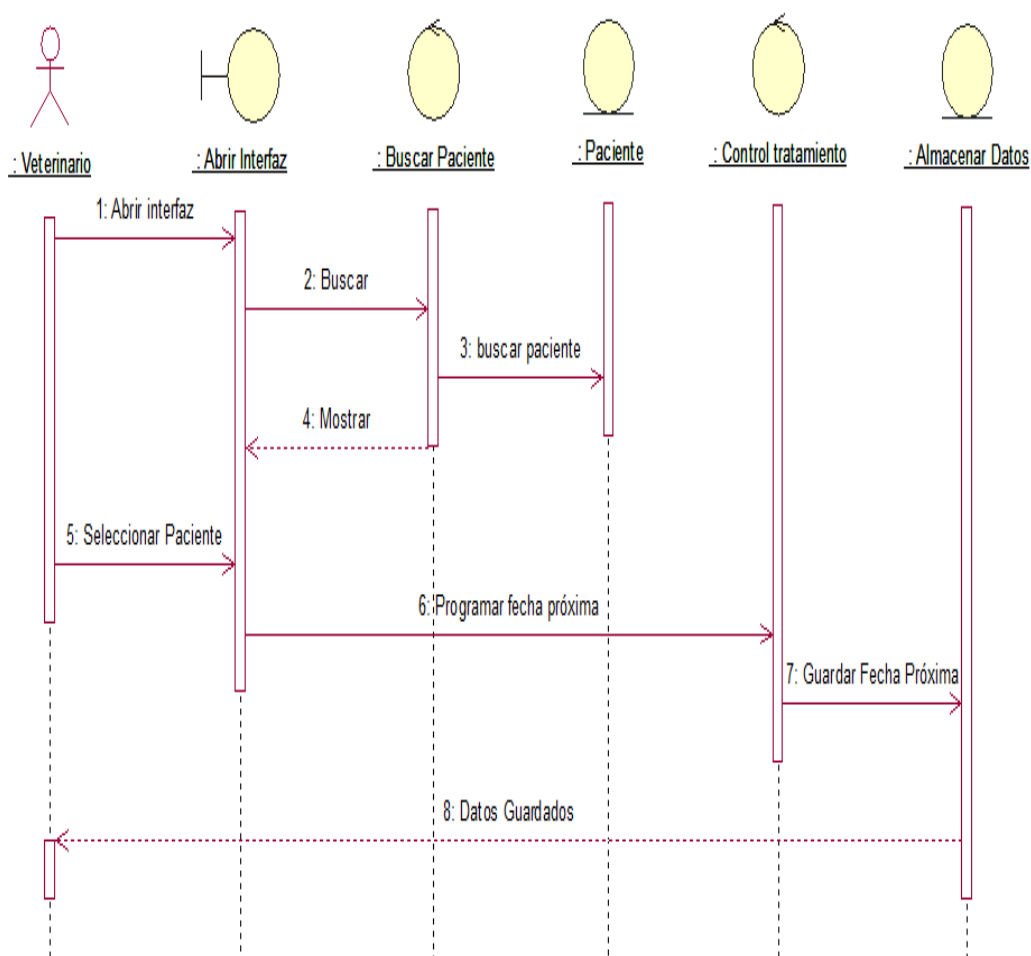 : Veterinario
: Abrir Interfaz
: Buscar Paciente
: Paciente
: Control tratamiento
: Almacenar Datos
1: Abrir interfaz
2: Buscar
3: buscar paciente
4: Mostrar
5: Seleccionar Paciente
6: Programar fecha próxima
7: Guardar Fecha Próxima
8: Datos Guardados